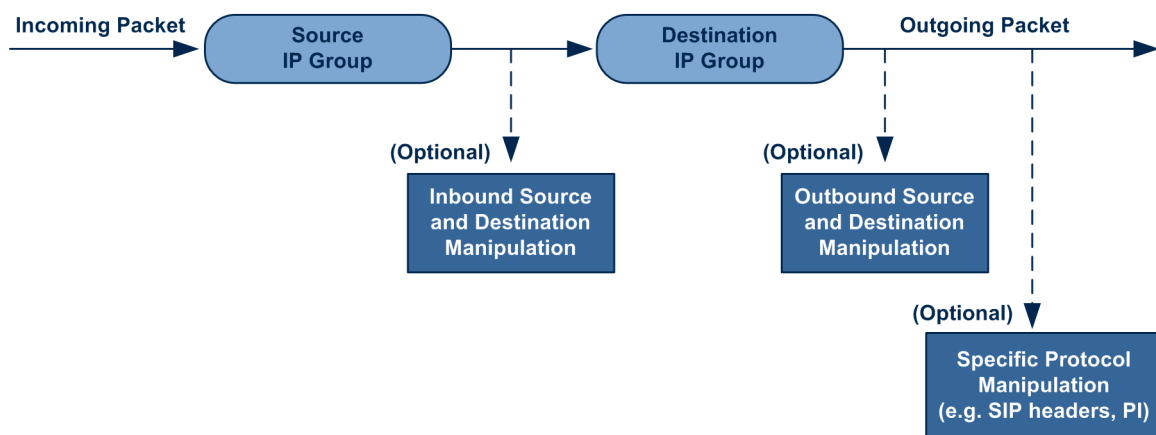 Incoming Packet
Source
IP Group
Destination
IP Group
Outgoing Packet
(Optional)
Inbound Source
and Destination
Manipulation
(Optional)
Outbound Source
and Destination
Manipulation
(Optional)
Specific Protocol
Manipulation
(e.g. SIP headers, PI)